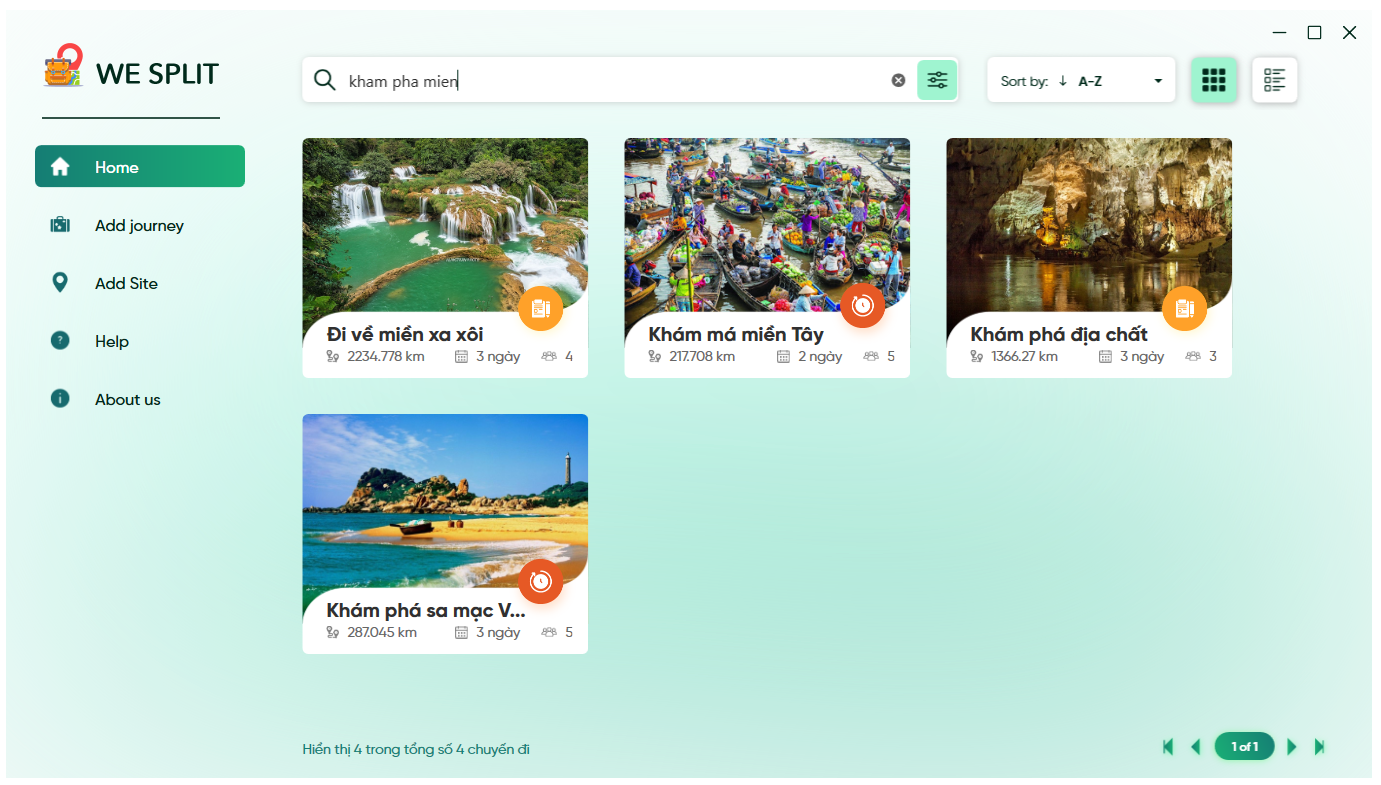 WE SPLIT
kham pha mien
Sort by: ↓ A-Z
Home
Add journey
Add Site
Help
About us
Đi về miền xa xôi
2234.778 km 3 ngày 4
Khám má miền Tây
217.708 km 2 ngày 5
Khám phá địa chất
1366.27 km 3 ngày 3
Khám phá sa mạc V...
287.045 km 3 ngày 5
Hiển thị 4 trong tổng số 4 chuyến đi
1 of 1